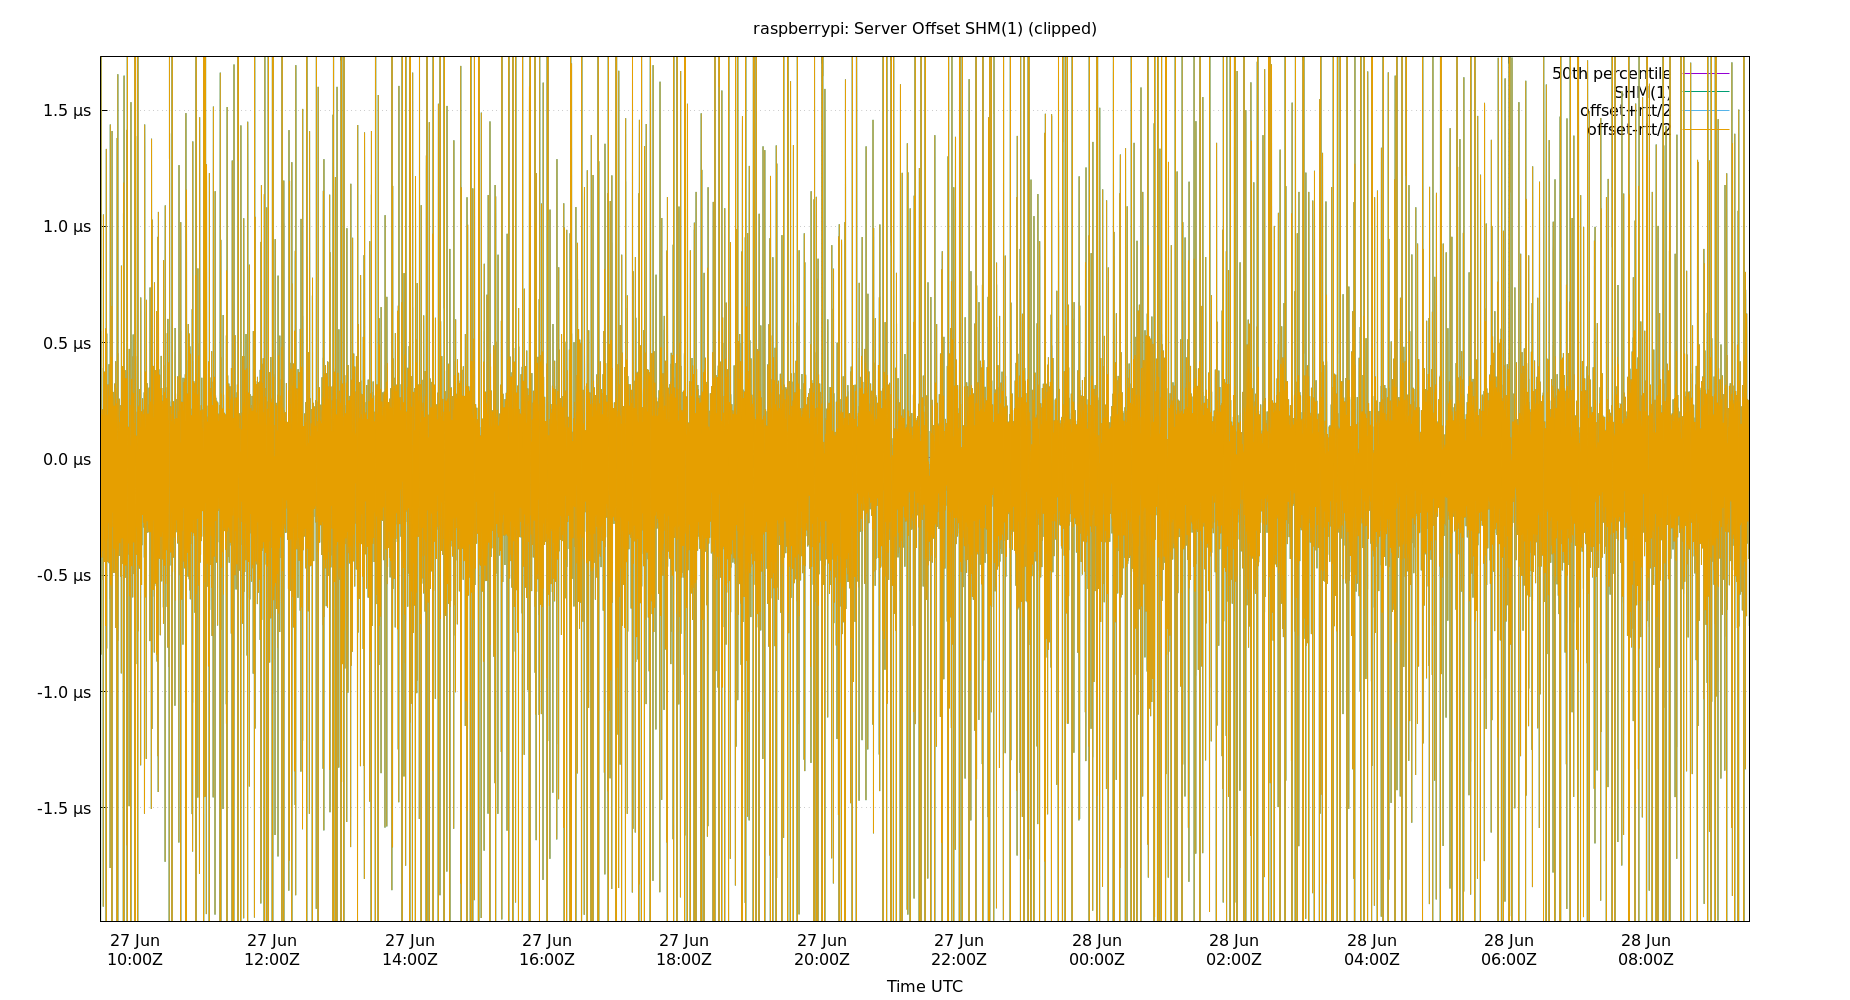 raspberrypi: Server Offset SHM(1) (clipped)
50th percentile
SHM(1)
offset+rtt/2
offset-rtt/2
1.5 µs
1.0 µs
0.5 µs
0.0 µs
-0.5 µs
-1.0 µs
-1.5 µs
27 Jun 27 Jun 27 Jun 27 Jun 27 Jun 27 Jun 27 Jun 28 Jun 28 Jun 28 Jun 28 Jun 28 Jun
10:00Z 12:00Z 14:00Z 16:00Z 18:00Z 20:00Z 22:00Z 00:00Z 02:00Z 04:00Z 06:00Z 08:00Z
Time UTC